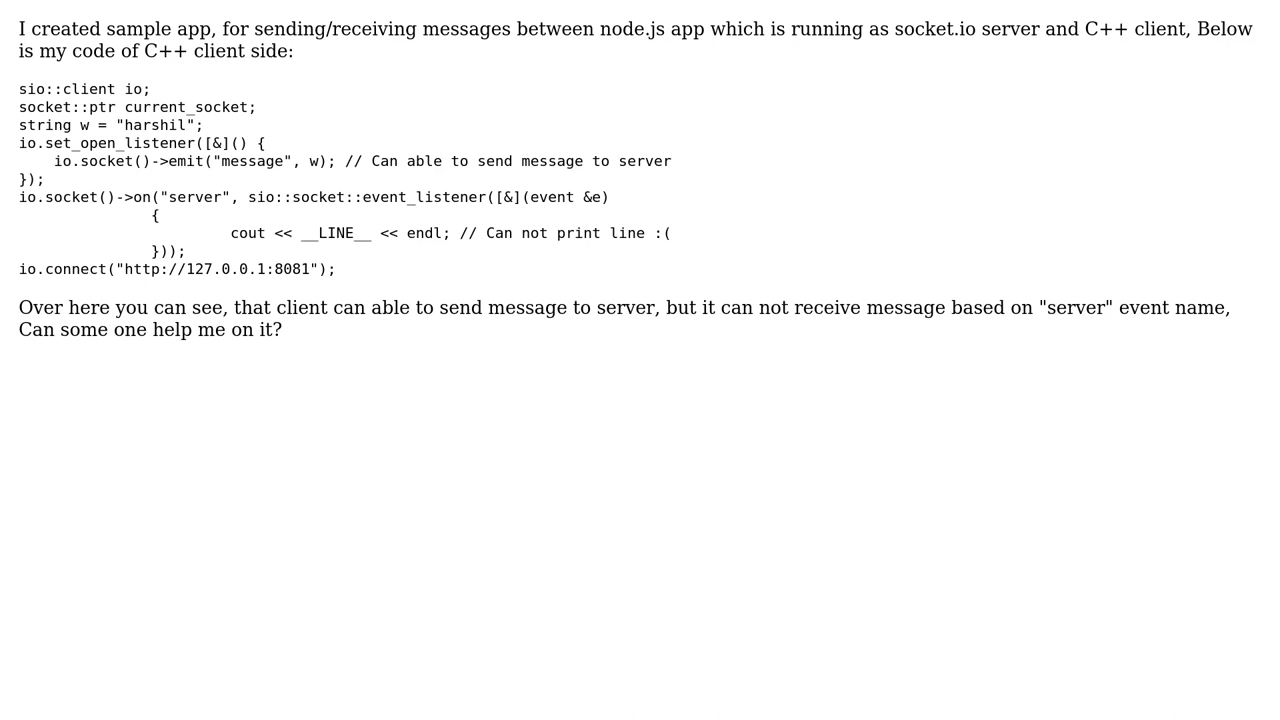 I created sample app, for sending/receiving messages between node.js app which is running as socket.io server and C++ client, Below
is my code of C++ client side:
sio::client io;
socket::ptr current_socket;
string w = "harshil";
io.set_open_listener([&]() {
    io.socket()->emit("message", w); // Can able to send message to server
});
io.socket()->on("server", sio::socket::event_listener([&](event &e)
               {
                        cout << __LINE__ << endl; // Can not print line :(
               }));
io.connect("http://127.0.0.1:8081");
Over here you can see, that client can able to send message to server, but it can not receive message based on "server" event name,
Can some one help me on it?